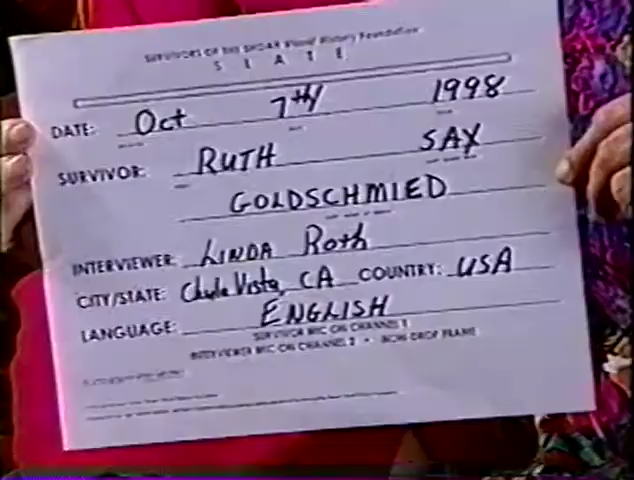 SURVIVORS OF THE SHOAH Visual History Foundation
SLATE
DATE: Oct 7th 1998
SURVIVOR: RUTH SAX
GOLDSCHMIED
INTERVIEWER: LINDA Roth
CITY/STATE: Chula Vista, CA COUNTRY: USA
LANGUAGE: ENGLISH
SURVIVOR MIC ON CHANNEL 1
INTERVIEWER MIC ON CHANNEL 2 • NON-DROP FRAME